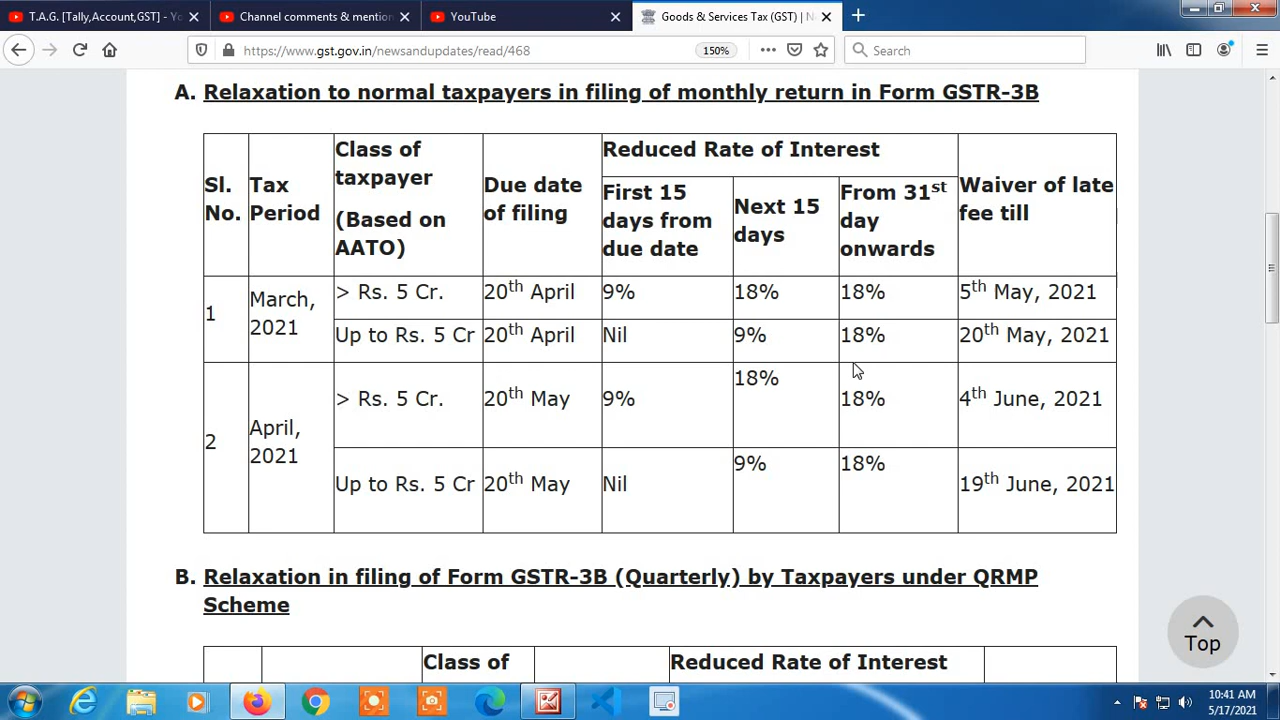 T.A.G. [Tally,Account,GST] - Yo
Channel comments & mention
YouTube
Goods & Services Tax (GST) | N
https://www.gst.gov.in/newsandupdates/read/468
150%
Search
A. Relaxation to normal taxpayers in filing of monthly return in Form GSTR-3B
Sl. No.
Tax Period
Class of taxpayer
(Based on AATO)
Due date of filing
Reduced Rate of Interest
First 15 days from due date
Next 15 days
From 31st day onwards
Waiver of late fee till
1
March, 2021
> Rs. 5 Cr. 20th April 9% 18% 18% 5th May, 2021
Up to Rs. 5 Cr 20th April Nil 9% 18% 20th May, 2021
2
April, 2021
> Rs. 5 Cr. 20th May 9% 18% 18% 4th June, 2021
Up to Rs. 5 Cr 20th May Nil 9% 18% 19th June, 2021
B. Relaxation in filing of Form GSTR-3B (Quarterly) by Taxpayers under QRMP
Scheme
Class of
Reduced Rate of Interest
Top
10:41 AM
5/17/2021